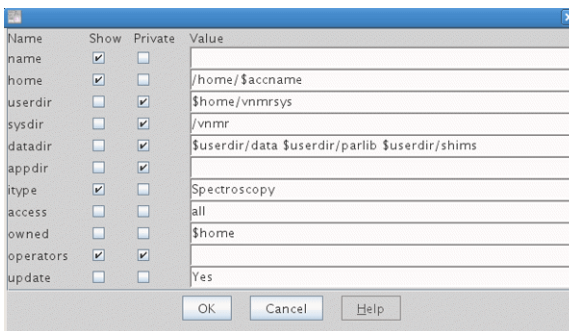 Name Show Private Value
name
home /home/$accname
userdir $home/vnmrsys
sysdir /vnmr
datadir $userdir/data $userdir/parlib $userdir/shims
appdir
itype Spectroscopy
access all
owned $home
operators
update Yes
OK Cancel Help